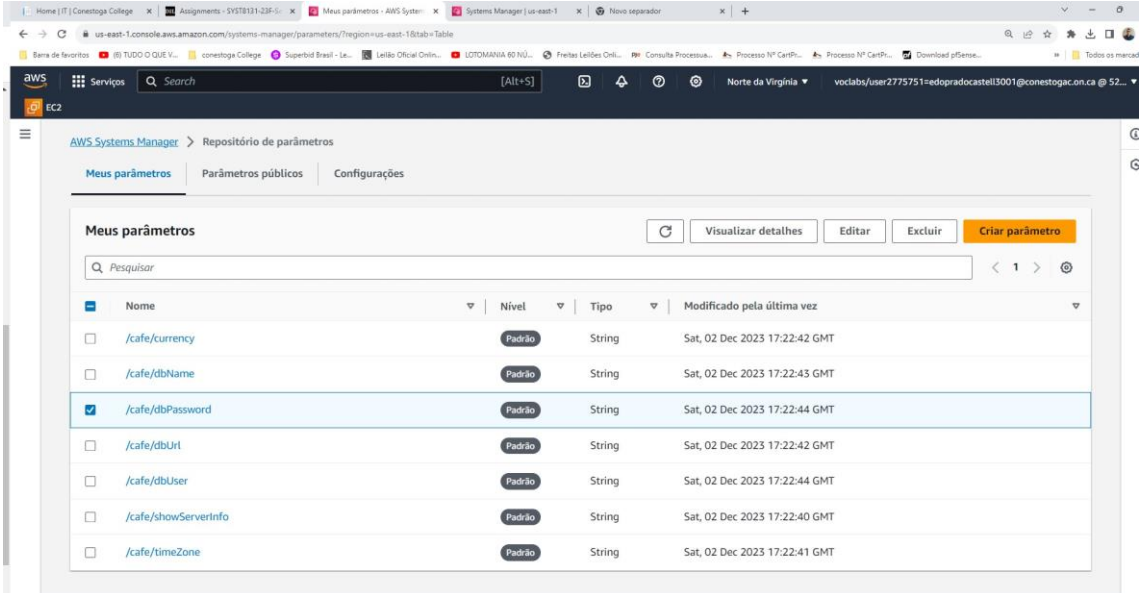 Home | IT | Conestoga College
Assignments - SYST8131-23F-Se
Meus parâmetros - AWS System
Systems Manager | us-east-1
Novo separador
us-east-1.console.aws.amazon.com/systems-manager/parameters/?region=us-east-1&tab=Table
Barra de favoritos
(6) TUDO O QUE V...
conestoga College
Superbid Brasil - Le...
Leilão Oficial Onlin...
LOTOMANIA 60 NÚ...
Freitas Leilões Onli...
Consulta Processua...
Processo Nº CartPr...
Processo Nº CartPr...
Download pfSense...
Todos os marcad
aws
Serviços
Search
[Alt+S]
Norte da Virgínia
voclabs/user2775751=edopradocastell3001@conestogac.on.ca @ 52...
EC2
AWS Systems Manager > Repositório de parâmetros
Meus parâmetros
Parâmetros públicos
Configurações
Meus parâmetros
Visualizar detalhes
Editar
Excluir
Criar parâmetro
Pesquisar
1
Nome Nível Tipo Modificado pela última vez
/cafe/currency Padrão String Sat, 02 Dec 2023 17:22:42 GMT
/cafe/dbName Padrão String Sat, 02 Dec 2023 17:22:43 GMT
/cafe/dbPassword Padrão String Sat, 02 Dec 2023 17:22:44 GMT
/cafe/dbUrl Padrão String Sat, 02 Dec 2023 17:22:42 GMT
/cafe/dbUser Padrão String Sat, 02 Dec 2023 17:22:44 GMT
/cafe/showServerInfo Padrão String Sat, 02 Dec 2023 17:22:40 GMT
/cafe/timeZone Padrão String Sat, 02 Dec 2023 17:22:41 GMT